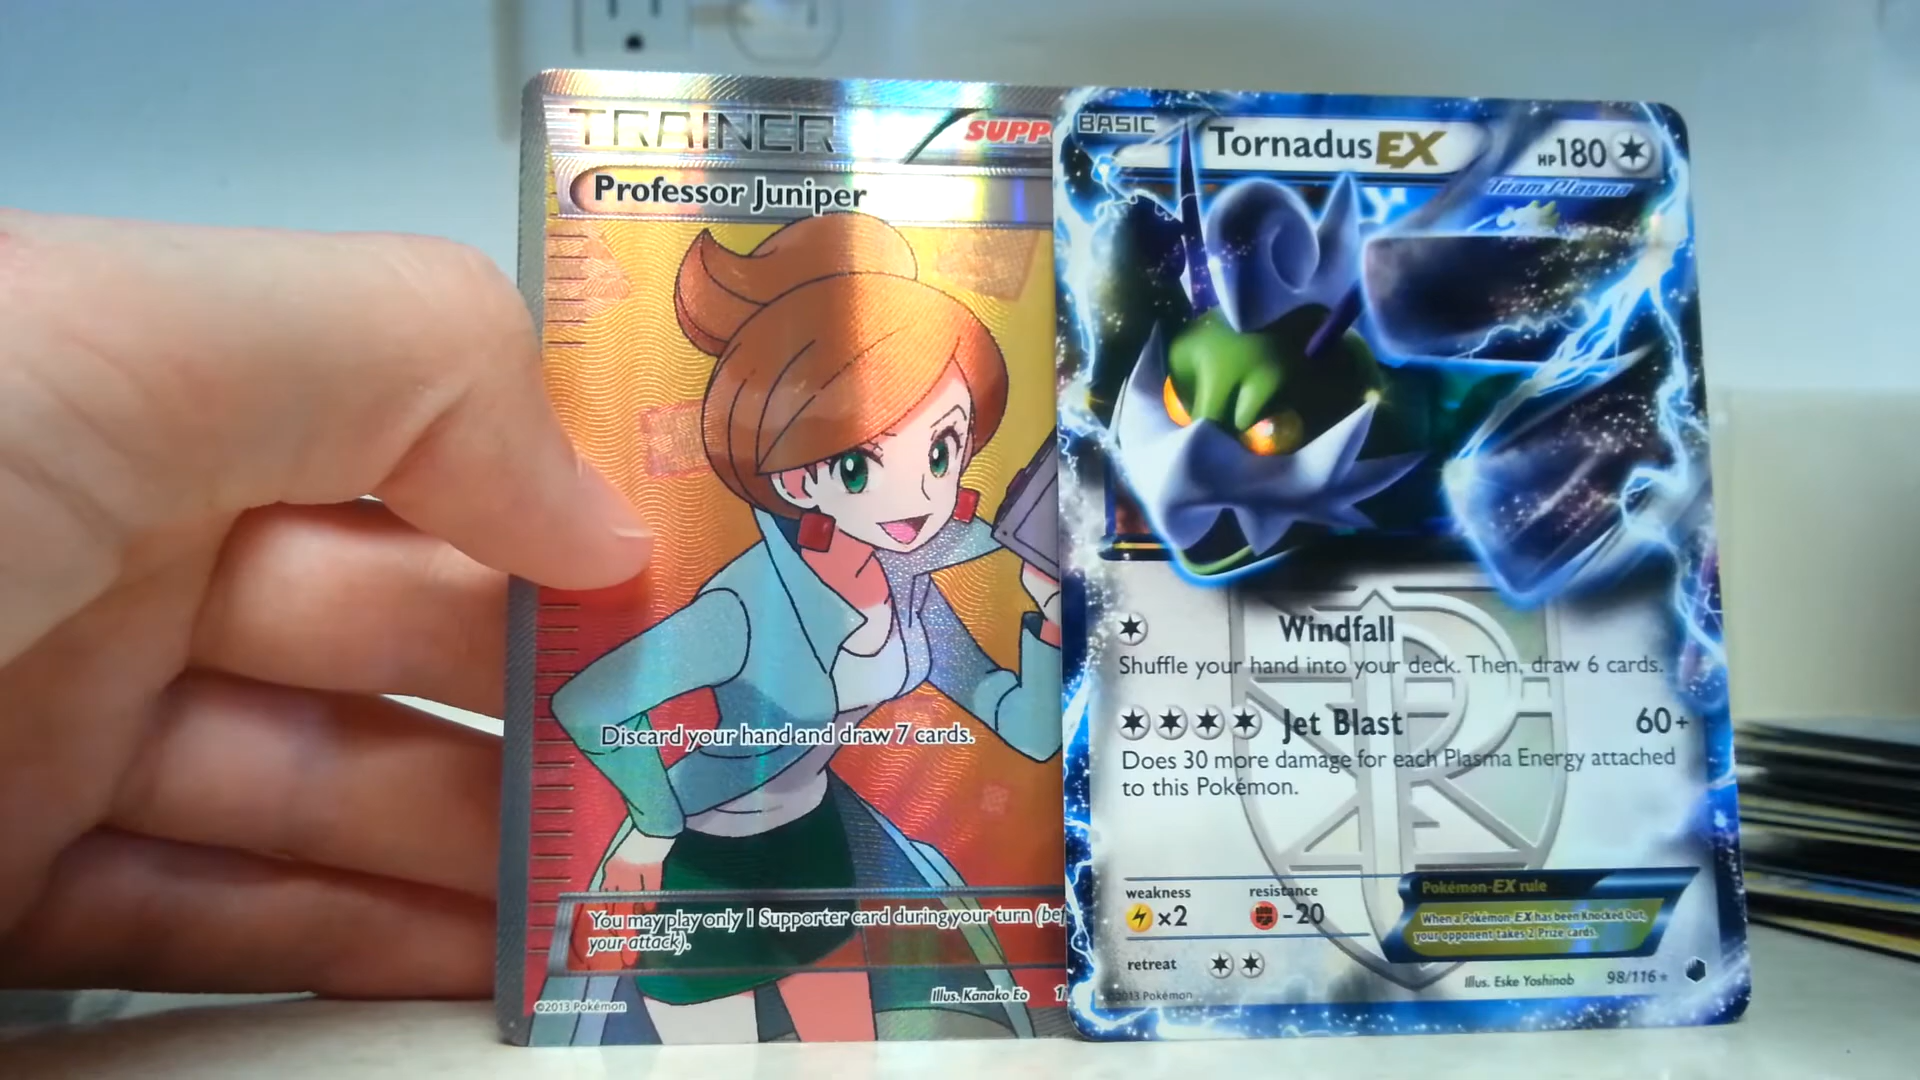 TRAINER
SUPP
Professor Juniper
Discard your hand and draw 7 cards.
You may play only 1 Supporter card during your turn (bef
your attack).
©2013 Pokémon
Illus. Kanako Eo
BASIC
Tornadus EX
HP 180
Team Plasma
Windfall
Shuffle your hand into your deck. Then, draw 6 cards.
Jet Blast 60+
Does 30 more damage for each Plasma Energy attached
to this Pokémon.
weakness
×2
resistance
-20
retreat
Pokémon-EX rule
When a Pokémon-EX has been Knocked Out,
your opponent takes 2 Prize cards.
Illus. Eske Yoshinob
98/116
©2013 Pokémon